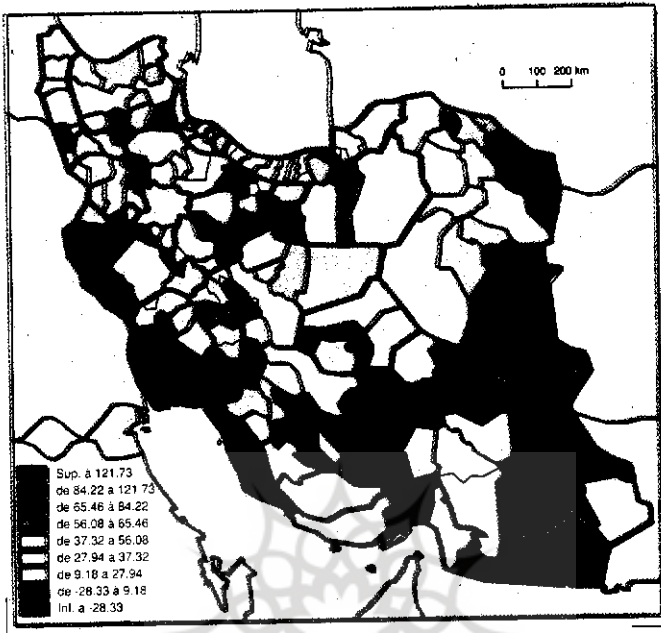 0 100 200 km
Sup. à 121.73
de 84.22 a 121.73
de 65.46 à 84.22
de 56.08 à 65.46
de 37.32 a 56.08
de 27.94 a 37.32
de 9.18 a 27.94
de -28.33 à 9.18
Inf. a -28.33